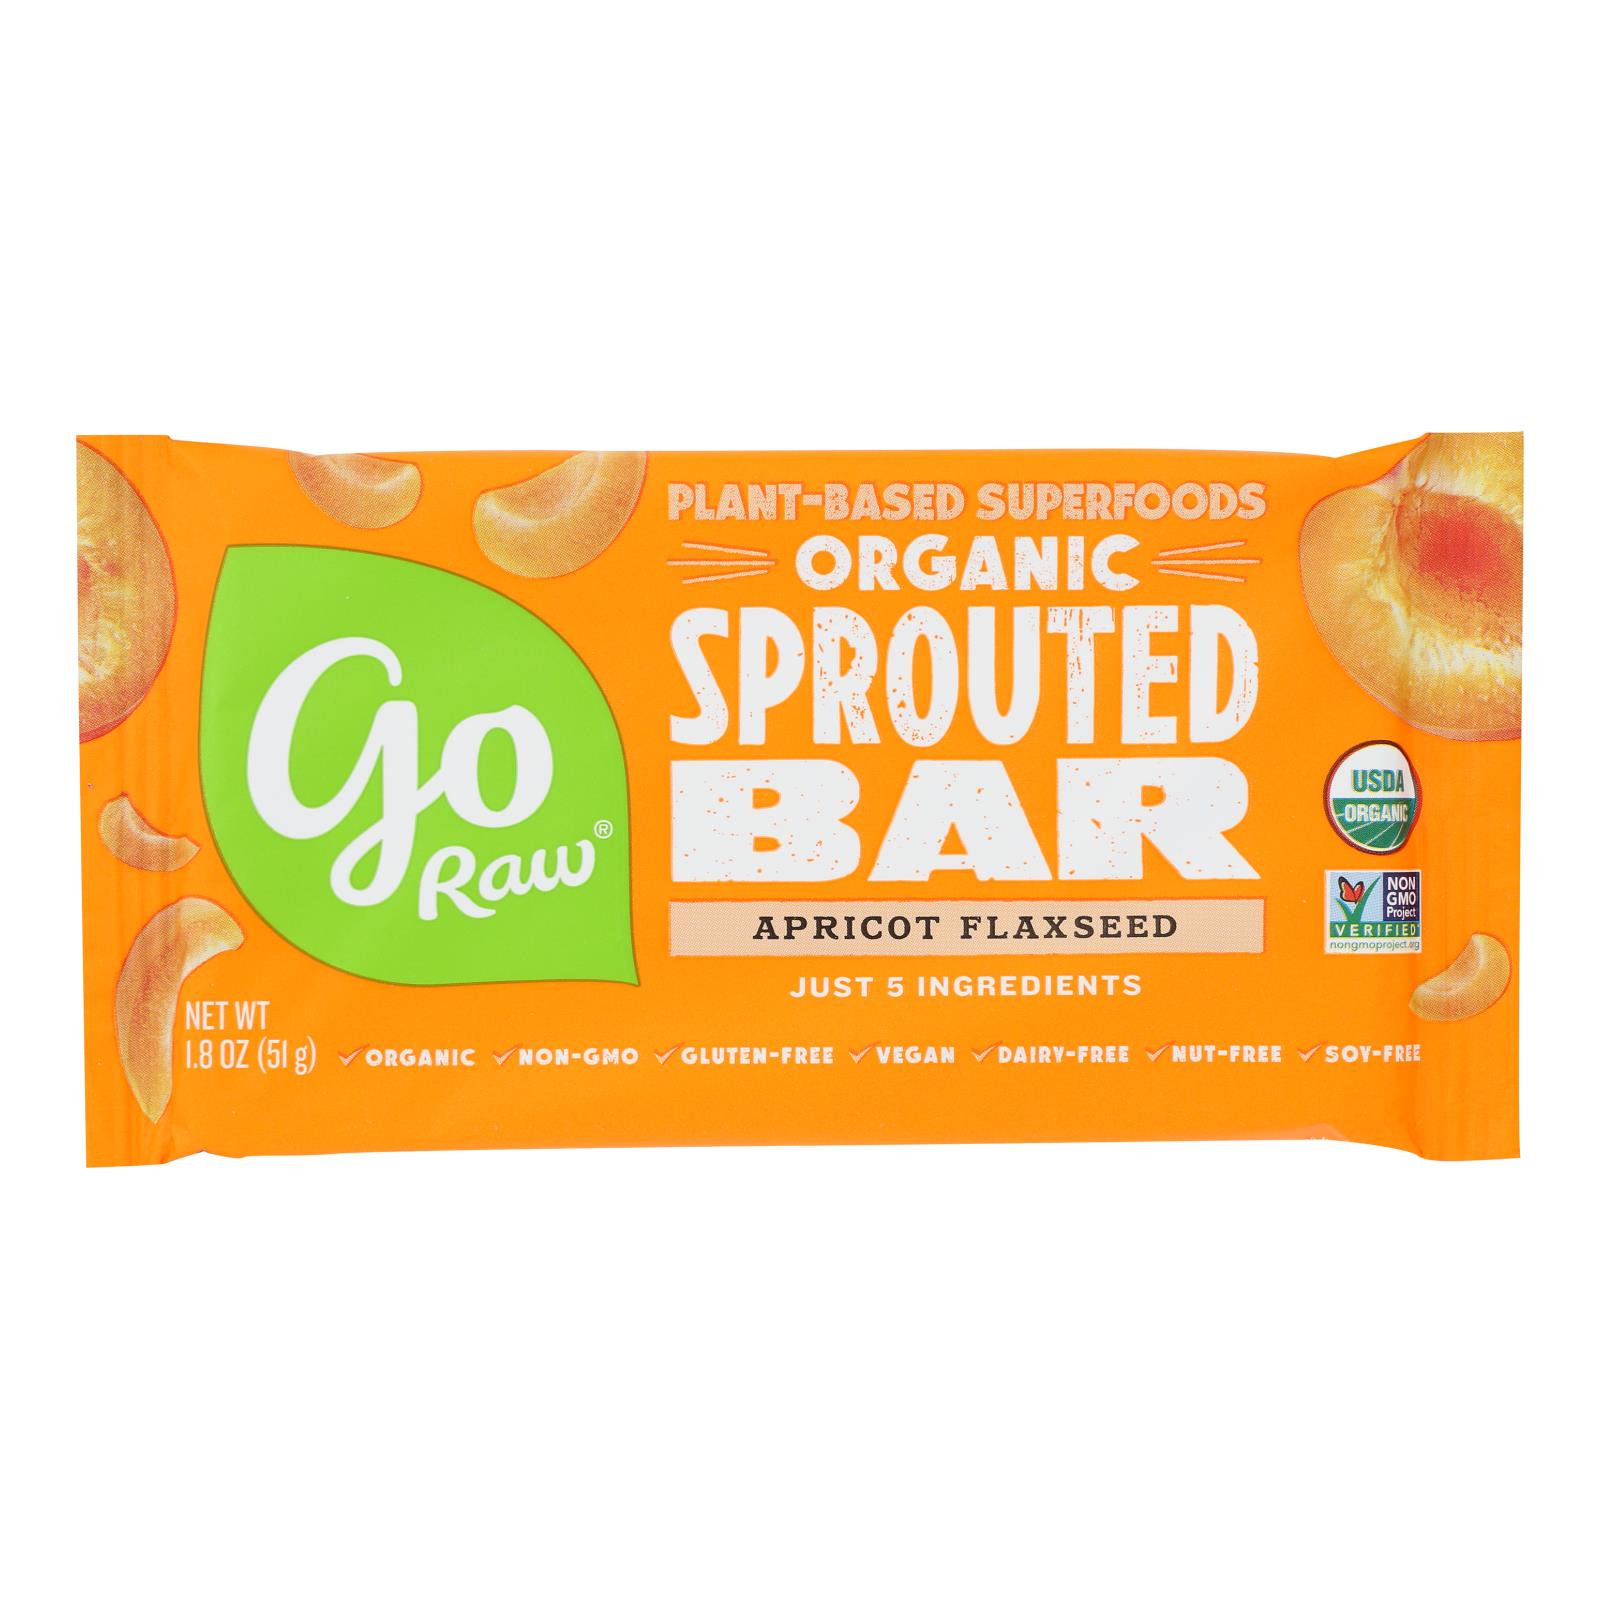 PLANT-BASED SUPERFOODS
ORGANIC
SPROUTED
BAR
APRICOT FLAXSEED
JUST 5 INGREDIENTS
go
Raw®
USDA
ORGANIC
NON
GMO
Project
VERIFIED
nongmoproject.org
NET WT
1.8 OZ (51 g)
ORGANIC NON-GMO GLUTEN-FREE VEGAN DAIRY-FREE NUT-FREE SOY-FREE